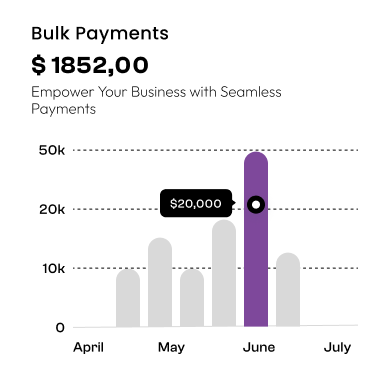 Bulk Payments
$ 1852,00
Empower Your Business with Seamless
Payments
50k
$20,000
20k
10k
0
April May June July